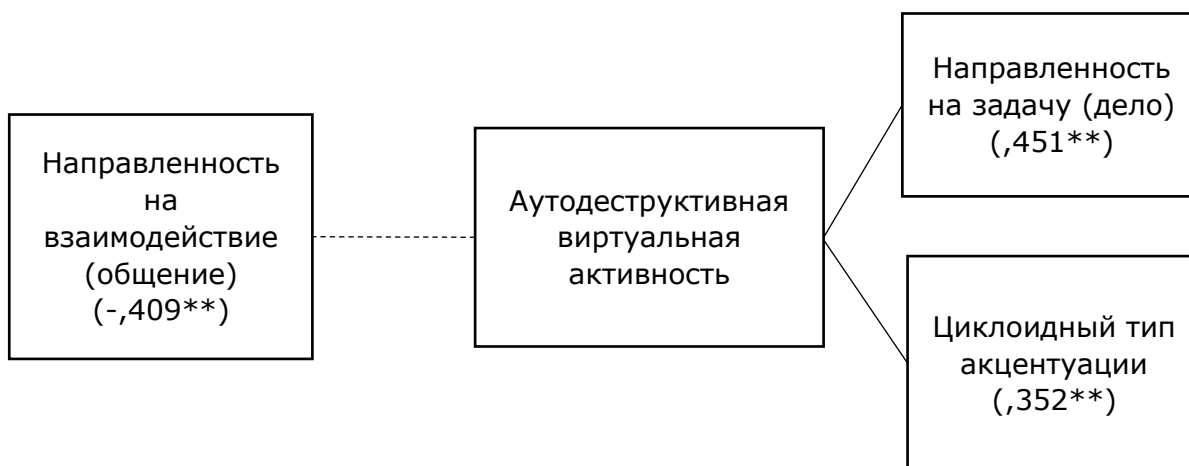 Направленность
на
взаимодействие
(общение)
(-,409**)
Аутодеструктивная
виртуальная
активность
Направленность
на задачу (дело)
(,451**)
Циклоидный тип
акцентуации
(,352**)